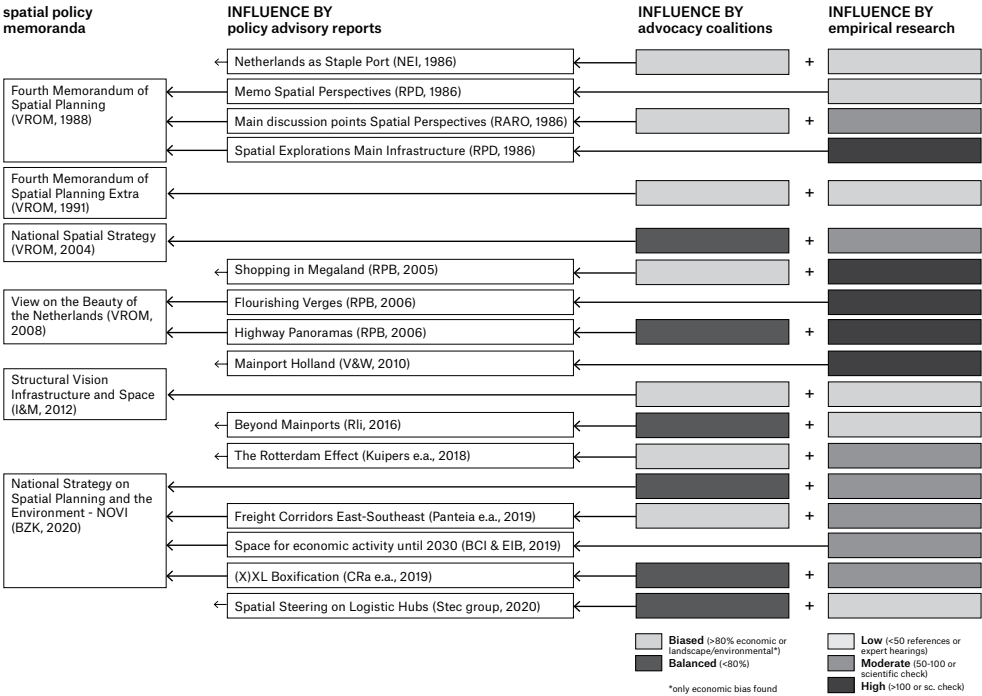 spatial policy
memoranda
INFLUENCE BY
policy advisory reports
INFLUENCE BY
advocacy coalitions
INFLUENCE BY
empirical research
Netherlands as Staple Port (NEI, 1986)
+
Fourth Memorandum of
Spatial Planning
(VROM, 1988)
Memo Spatial Perspectives (RPD, 1986)
Main discussion points Spatial Perspectives (RARO, 1986)
+
Spatial Explorations Main Infrastructure (RPD, 1986)
Fourth Memorandum of
Spatial Planning Extra
(VROM, 1991)
+
National Spatial Strategy
(VROM, 2004)
+
Shopping in Megaland (RPB, 2005)
+
View on the Beauty of
the Netherlands (VROM,
2008)
Flourishing Verges (RPB, 2006)
Highway Panoramas (RPB, 2006)
+
Mainport Holland (V&W, 2010)
Structural Vision
Infrastructure and Space
(I&M, 2012)
+
Beyond Mainports (Rli, 2016)
+
The Rotterdam Effect (Kuipers e.a., 2018)
+
National Strategy on
Spatial Planning and the
Environment - NOVI
(BZK, 2020)
+
Freight Corridors East-Southeast (Panteia e.a., 2019)
+
Space for economic activity until 2030 (BCI & EIB, 2019)
(X)XL Boxification (CRa e.a., 2019)
+
Spatial Steering on Logistic Hubs (Stec group, 2020)
+
Biased (>80% economic or
landscape/environmental*)
Balanced (<80%)
*only economic bias found
Low (<50 references or
expert hearings)
Moderate (50-100 or
scientific check)
High (>100 or sc. check)